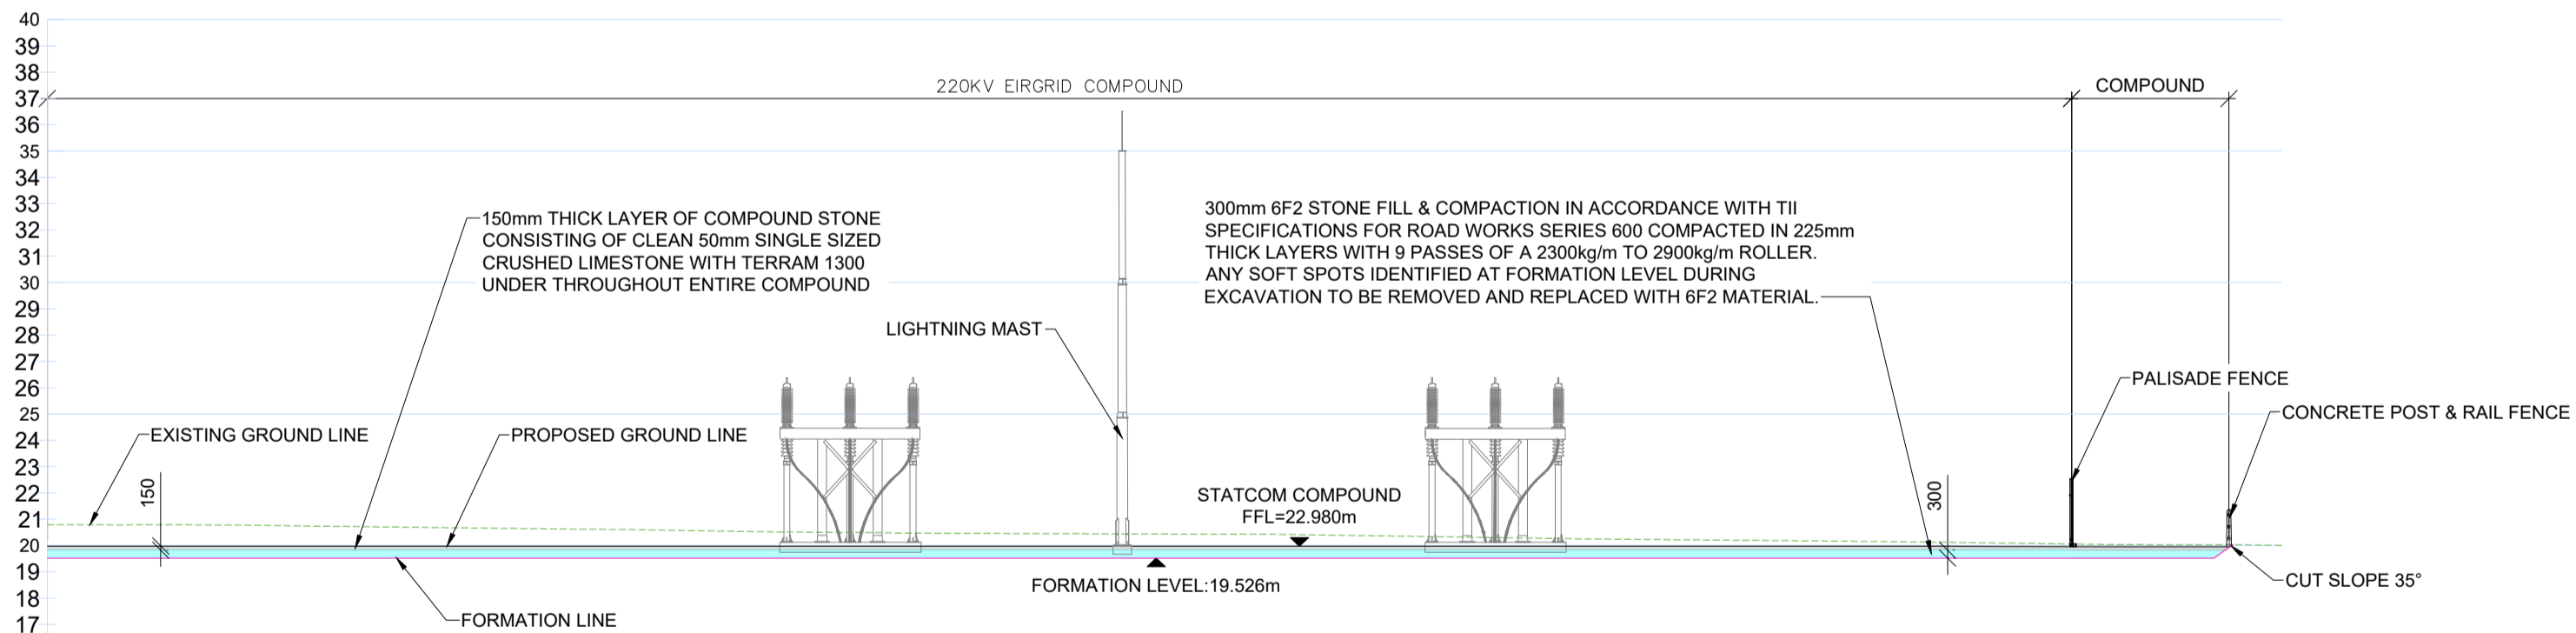 40
39
38
37
36
35
34
33
32
31
30
29
28
27
26
25
24
23
22
21
20
19
18
17
220KV EIRGRID COMPOUND
COMPOUND
150mm THICK LAYER OF COMPOUND STONE
CONSISTING OF CLEAN 50mm SINGLE SIZED
CRUSHED LIMESTONE WITH TERRAM 1300
UNDER THROUGHOUT ENTIRE COMPOUND
300mm 6F2 STONE FILL & COMPACTION IN ACCORDANCE WITH TII
SPECIFICATIONS FOR ROAD WORKS SERIES 600 COMPACTED IN 225mm
THICK LAYERS WITH 9 PASSES OF A 2300kg/m TO 2900kg/m ROLLER.
ANY SOFT SPOTS IDENTIFIED AT FORMATION LEVEL DURING
EXCAVATION TO BE REMOVED AND REPLACED WITH 6F2 MATERIAL.
LIGHTNING MAST
PALISADE FENCE
CONCRETE POST & RAIL FENCE
EXISTING GROUND LINE
PROPOSED GROUND LINE
150
STATCOM COMPOUND
FFL=22.980m
300
FORMATION LEVEL:19.526m
CUT SLOPE 35°
FORMATION LINE